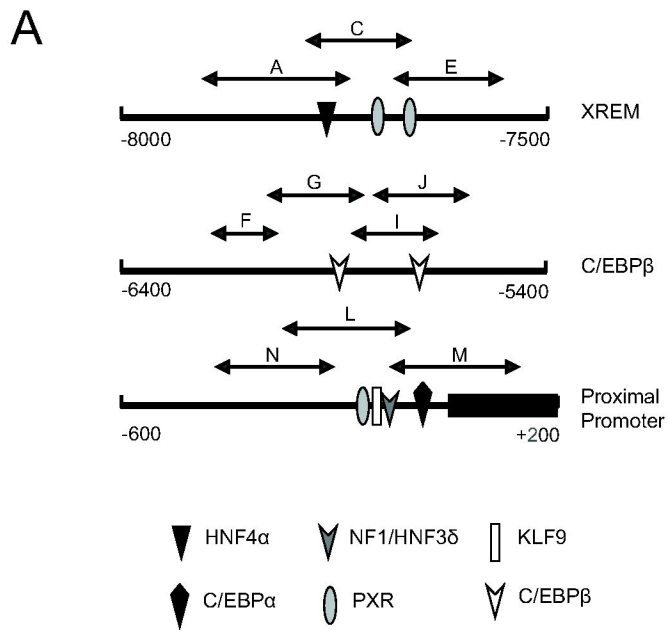 A
C
A E
XREM
-8000 -7500
G J
F I
C/EBPβ
-6400 -5400
L
N M
Proximal
Promoter
-600 +200
HNF4α NF1/HNF3δ KLF9
C/EBPα PXR C/EBPβ